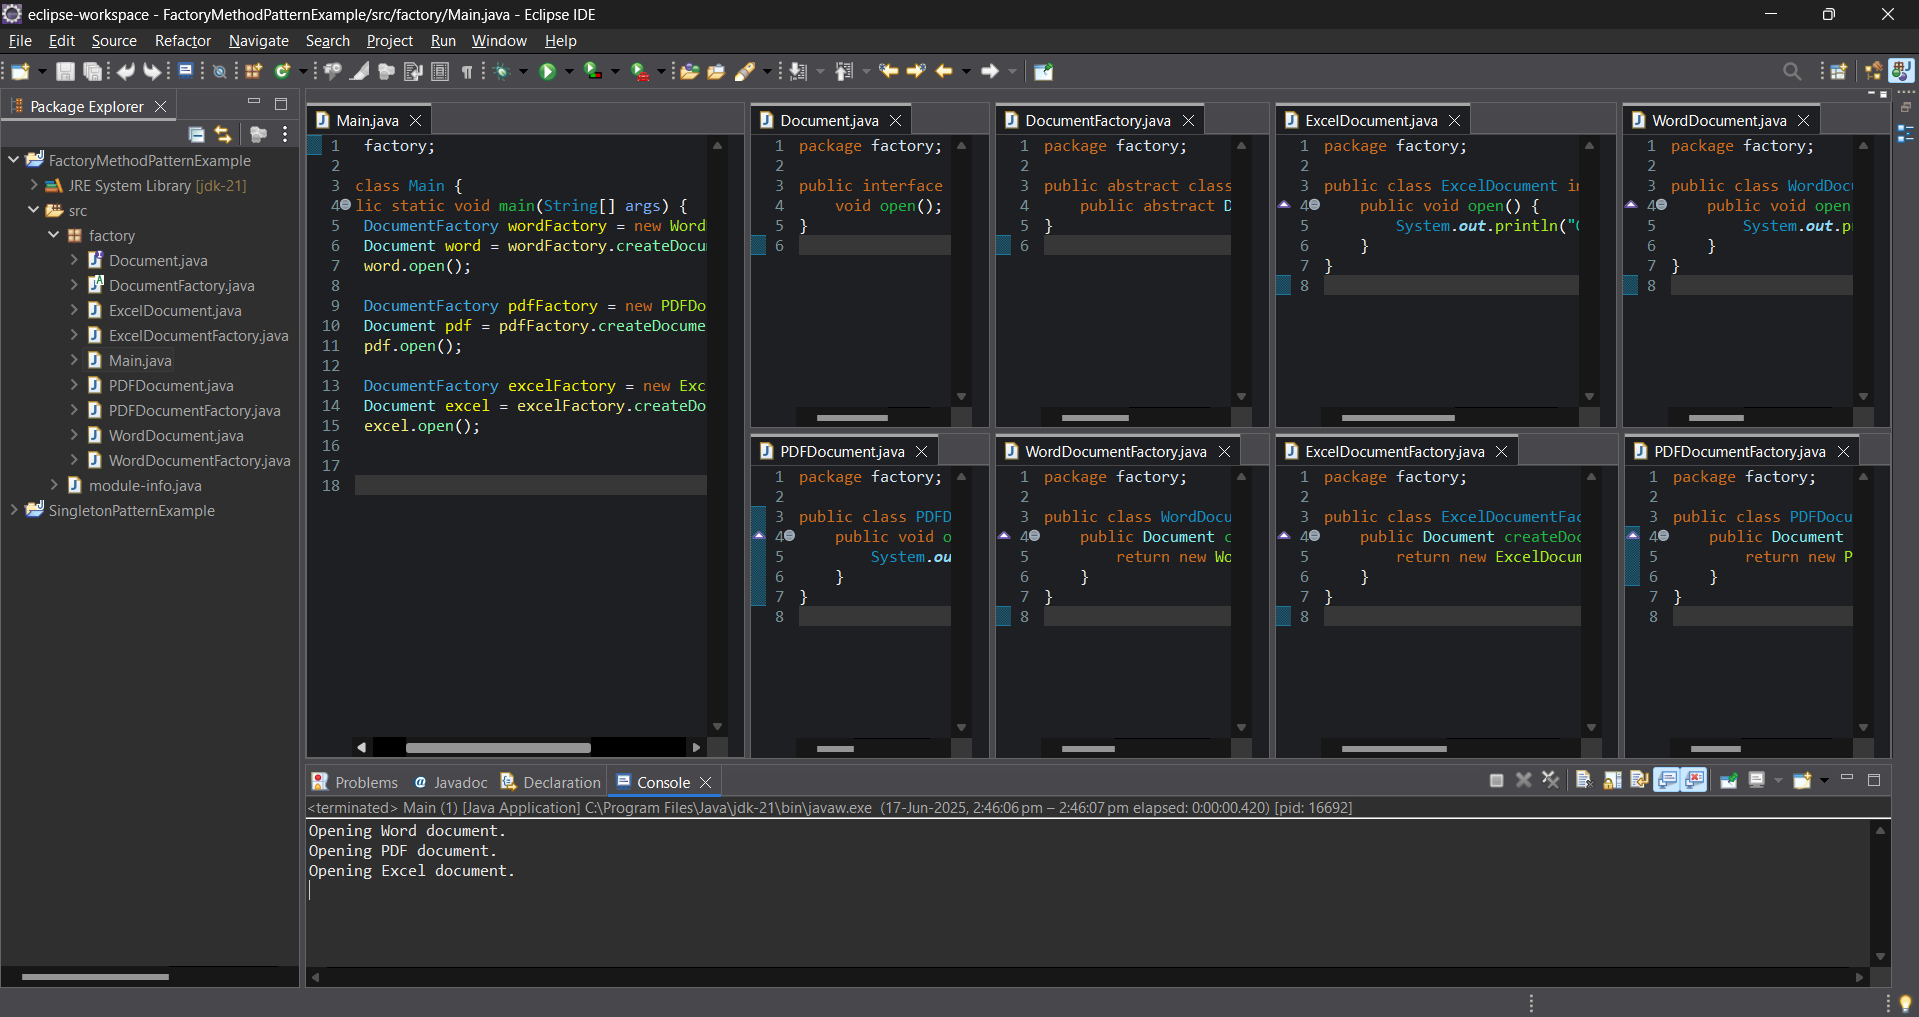 eclipse-workspace - FactoryMethodPatternExample/src/factory/Main.java - Eclipse IDE
File Edit Source Refactor Navigate Search Project Run Window Help
Package Explorer
FactoryMethodPatternExample
JRE System Library [jdk-21]
src
factory
Document.java
DocumentFactory.java
ExcelDocument.java
ExcelDocumentFactory.java
Main.java
PDFDocument.java
PDFDocumentFactory.java
WordDocument.java
WordDocumentFactory.java
module-info.java
SingletonPatternExample
Main.java
1 factory;
2
3 class Main {
4 lic static void main(String[] args) {
5 DocumentFactory wordFactory = new Word
6 Document word = wordFactory.createDocu
7 word.open();
8
9 DocumentFactory pdfFactory = new PDFDo
10 Document pdf = pdfFactory.createDocume
11 pdf.open();
12
13 DocumentFactory excelFactory = new Exc
14 Document excel = excelFactory.createDo
15 excel.open();
16
17
18
Document.java
1 package factory;
2
3 public interface
4 void open();
5 }
6
DocumentFactory.java
1 package factory;
2
3 public abstract class
4 public abstract D
5 }
6
ExcelDocument.java
1 package factory;
2
3 public class ExcelDocument i
4 public void open() {
5 System.out.println("
6 }
7 }
8
WordDocument.java
1 package factory;
2
3 public class WordDoc
4 public void open
5 System.out.p
6 }
7 }
8
PDFDocument.java
1 package factory;
2
3 public class PDFD
4 public void o
5 System.ou
6 }
7 }
8
WordDocumentFactory.java
1 package factory;
2
3 public class WordDocu
4 public Document c
5 return new Wo
6 }
7 }
8
ExcelDocumentFactory.java
1 package factory;
2
3 public class ExcelDocumentFac
4 public Document createDoc
5 return new ExcelDocum
6 }
7 }
8
PDFDocumentFactory.java
1 package factory;
2
3 public class PDFDocu
4 public Document
5 return new P
6 }
7 }
8
Problems Javadoc Declaration Console
<terminated> Main (1) [Java Application] C:\Program Files\Java\jdk-21\bin\javaw.exe (17-Jun-2025, 2:46:06 pm – 2:46:07 pm elapsed: 0:00:00.420) [pid: 16692]
Opening Word document.
Opening PDF document.
Opening Excel document.